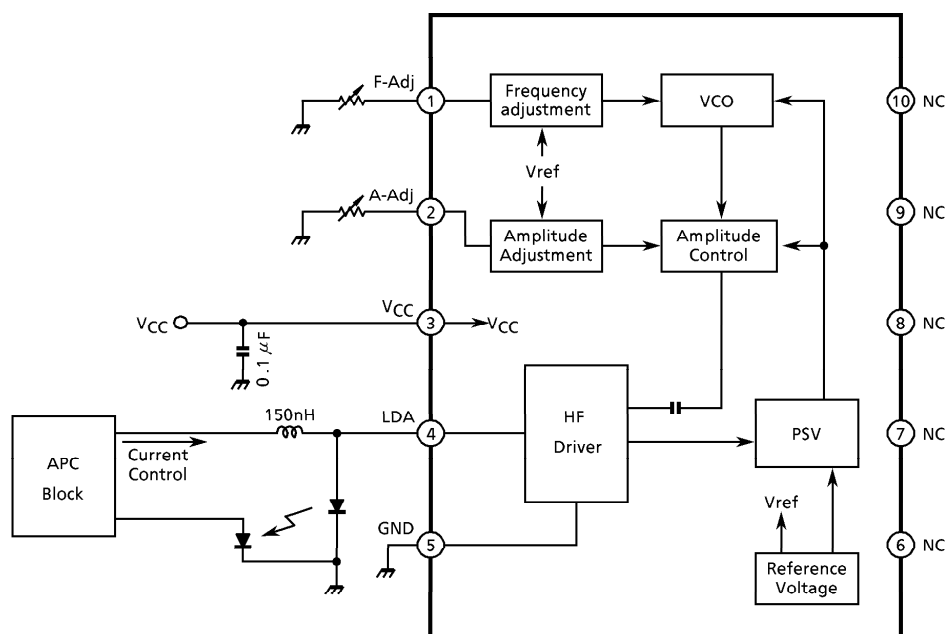 F-Adj
1
Frequency
adjustment
VCO
10
NC
Vref
A-Adj
2
Amplitude
Adjustment
Amplitude
Control
9
NC
VCC
VCC
3
VCC
8
NC
0.1 μF
150nH
LDA
4
HF
Driver
PSV
7
NC
APC
Block
Current
Control
Vref
GND
5
6
NC
Reference
Voltage